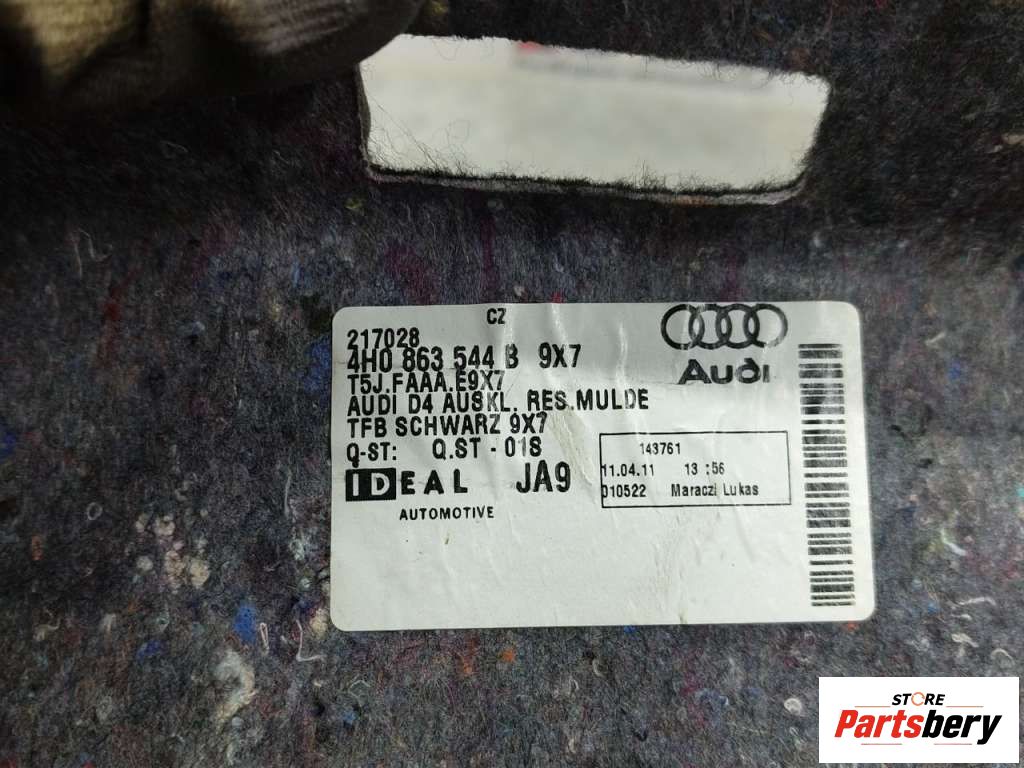 CZ
217028
4H0 863 544 B 9X7
T5J.FAAA.E9X7
AUDI D4 AUSKL. RES.MULDE
TFB SCHWARZ 9X7
Q-ST: Q.ST - 018
IDEAL JA9
AUTOMOTIVE
Audi
143761
11.04.11 13:56
010522 Maraczi Lukas
STORE
Partsbery